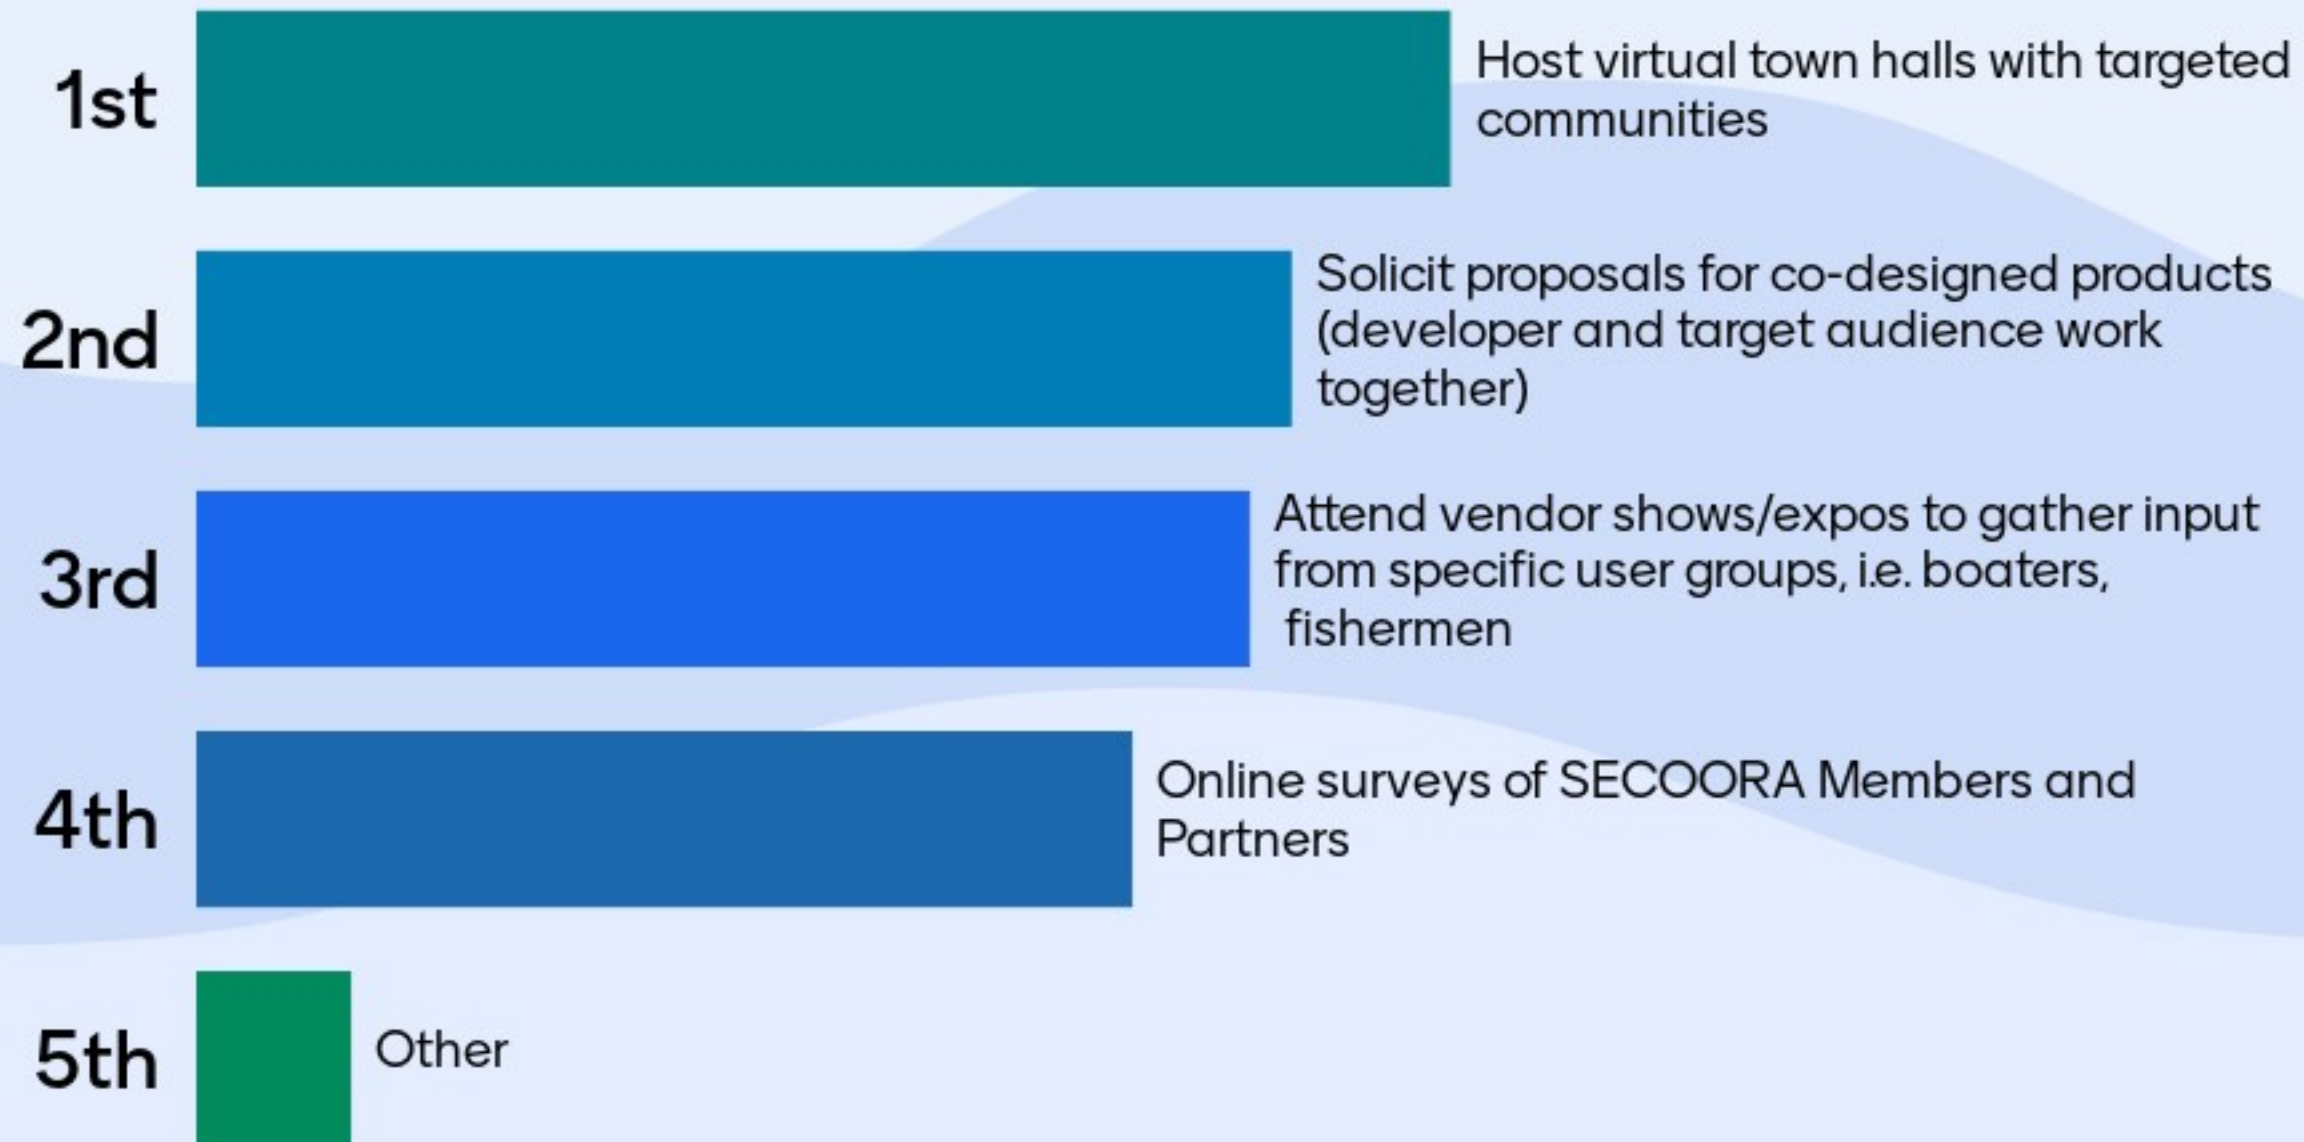 1st
Host virtual town halls with targeted
communities
2nd
Solicit proposals for co-designed products
(developer and target audience work
together)
3rd
Attend vendor shows/expos to gather input
from specific user groups, i.e. boaters,
fishermen
4th
Online surveys of SECOORA Members and
Partners
5th
Other